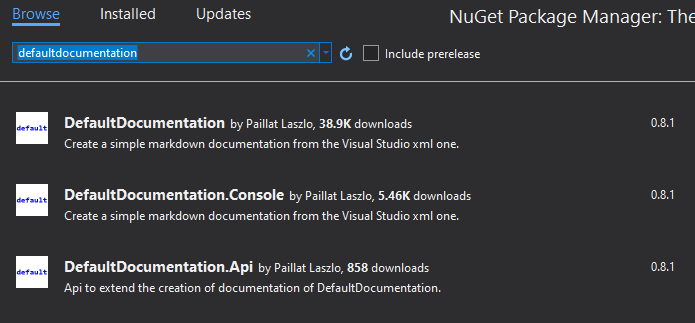 Browse Installed Updates NuGet Package Manager: The
defaultdocumentation Include prerelease
default DefaultDocumentation by Paillat Laszlo, 38.9K downloads 0.8.1
Create a simple markdown documentation from the Visual Studio xml one.
default DefaultDocumentation.Console by Paillat Laszlo, 5.46K downloads 0.8.1
Create a simple markdown documentation from the Visual Studio xml one.
default DefaultDocumentation.Api by Paillat Laszlo, 858 downloads 0.8.1
Api to extend the creation of documentation of DefaultDocumentation.